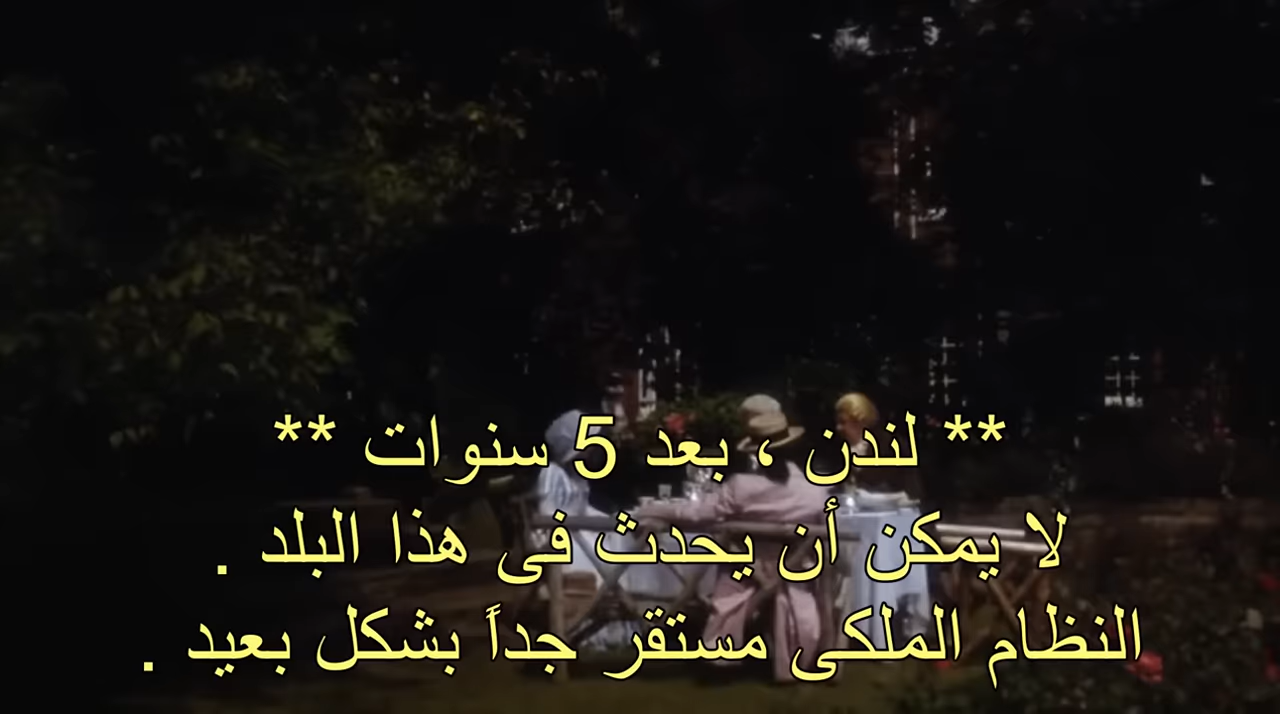 ** لندن ، بعد 5 سنوات **
لا يمكن أن يحدث فى هذا البلد .
النظام الملكى مستقر جداً بشكل بعيد .